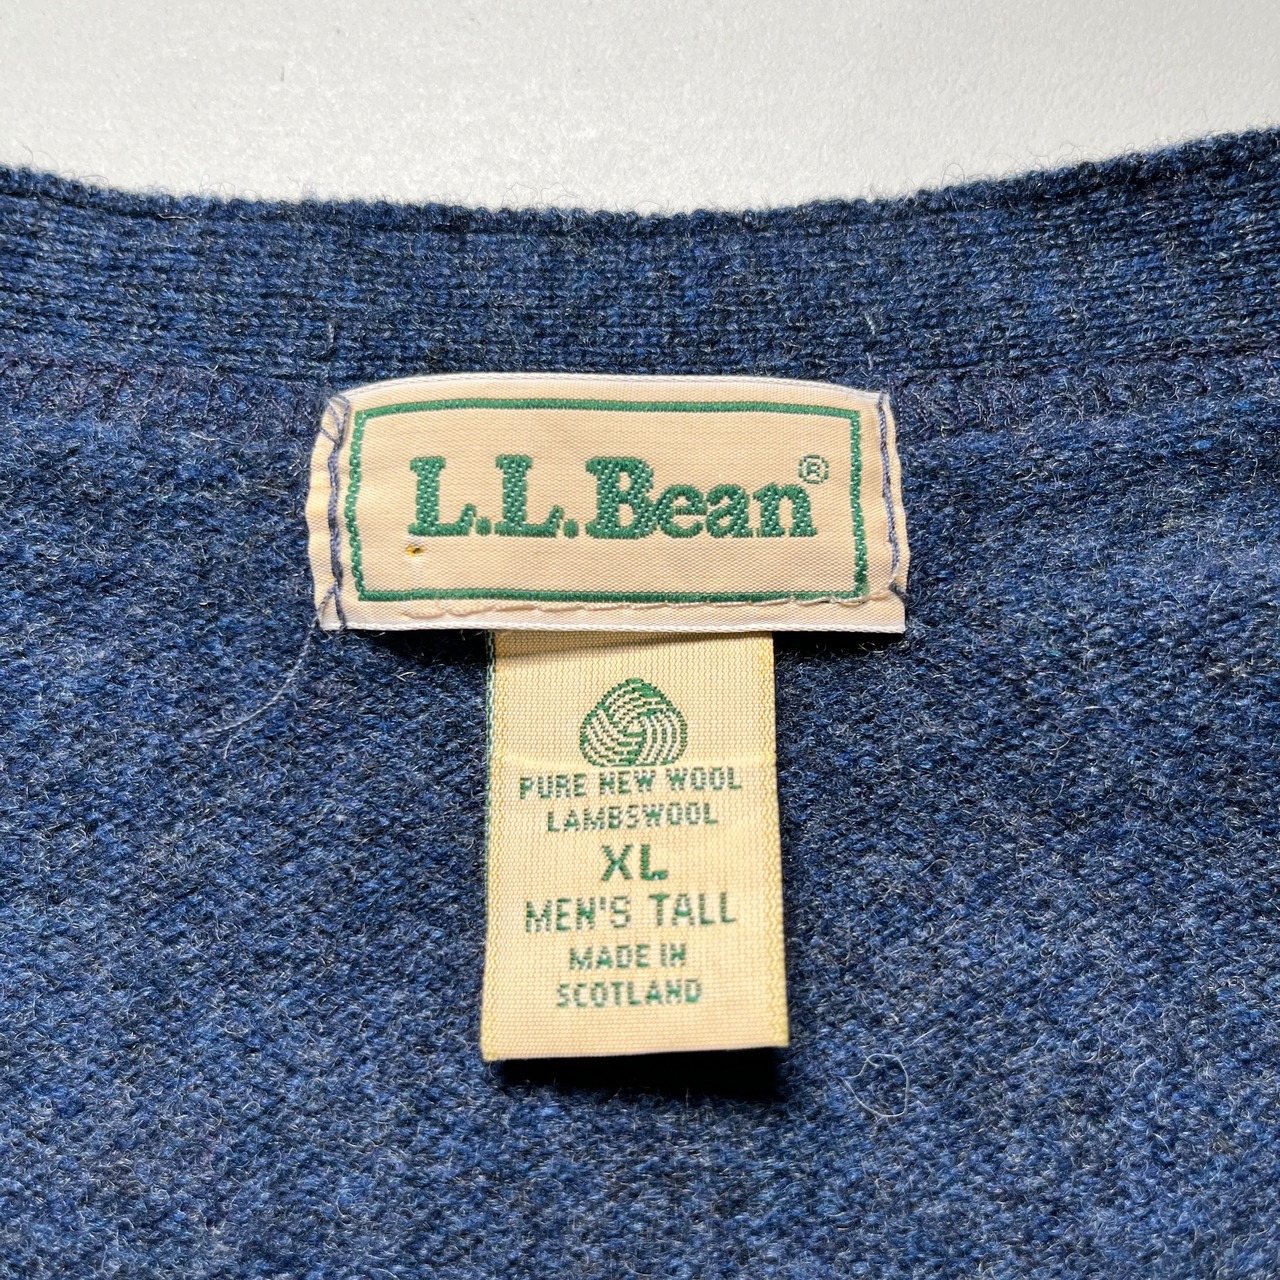 L.L.Bean®
PURE NEW WOOL
LAMBSWOOL
XL
MEN'S TALL
MADE IN
SCOTLAND